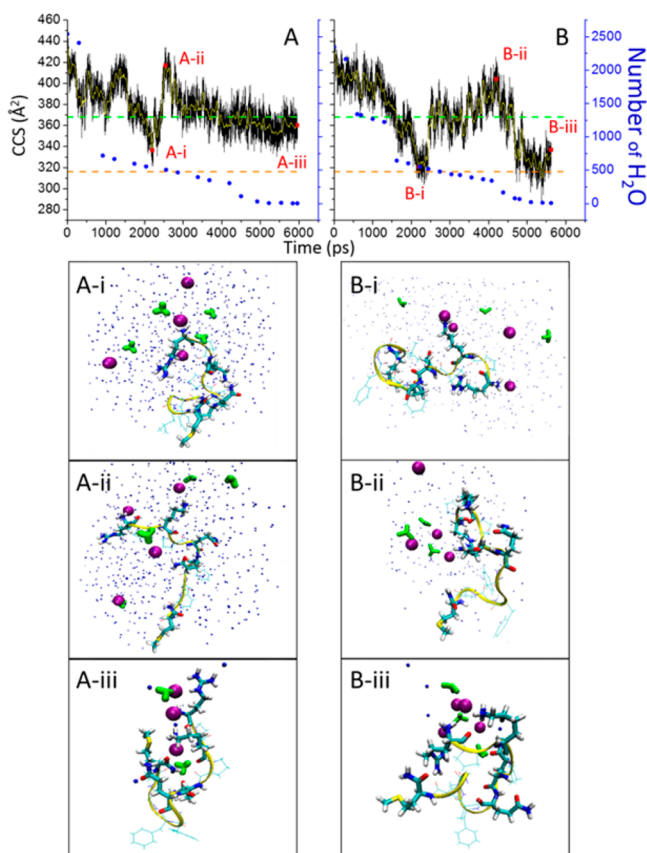 CCS (Å²)
460
440
420
400
380
360
340
320
300
280
A
A-ii
A-i
A-iii
0 1000 2000 3000 4000 5000 6000
B
B-ii
B-iii
B-i
0 1000 2000 3000 4000 5000 6000
2500
2000
1500
1000
500
0
Number of H₂O
Time (ps)
A-i
B-i
A-ii
B-ii
A-iii
B-iii